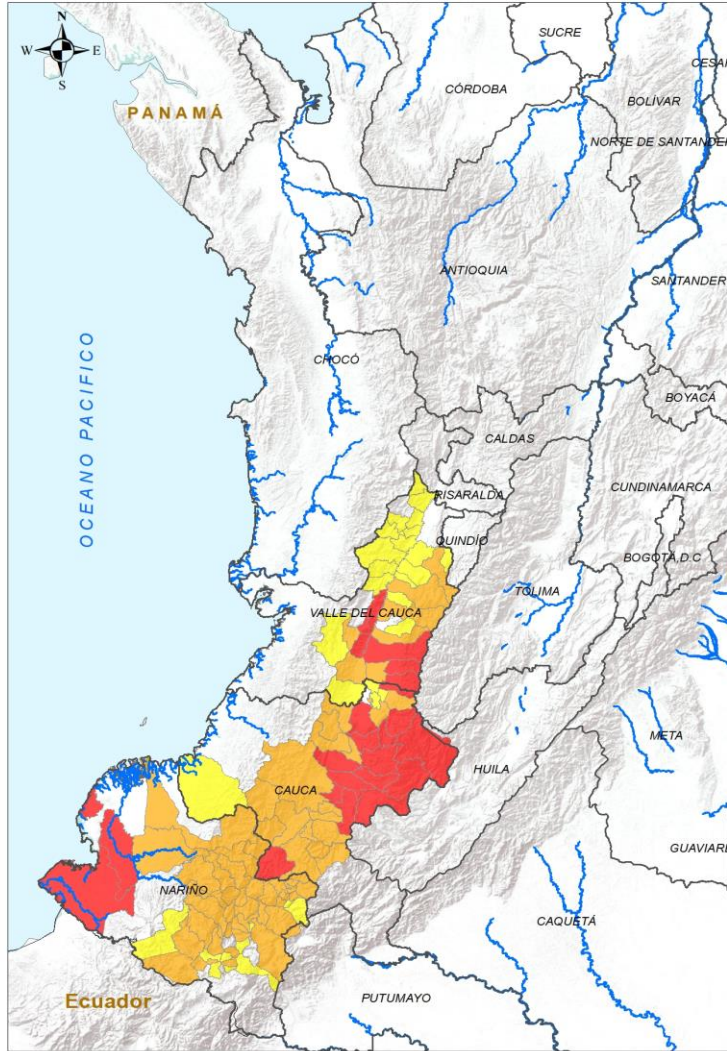 N
W
E
S
SUCRE
CESAR
CÓRDOBA
BOLÍVAR
PANAMÁ
NORTE DE SANTANDER
ANTIOQUIA
SANTANDER
OCEANO PACIFICO
CHOCÓ
BOYACÁ
CALDAS
CUNDINAMARCA
RISARALDA
QUINDÍO
BOGOTÁ, D.C
TOLIMA
VALLE DEL CAUCA
META
HUILA
CAUCA
GUAVIARE
NARIÑO
CAQUETÁ
Ecuador
PUTUMAYO